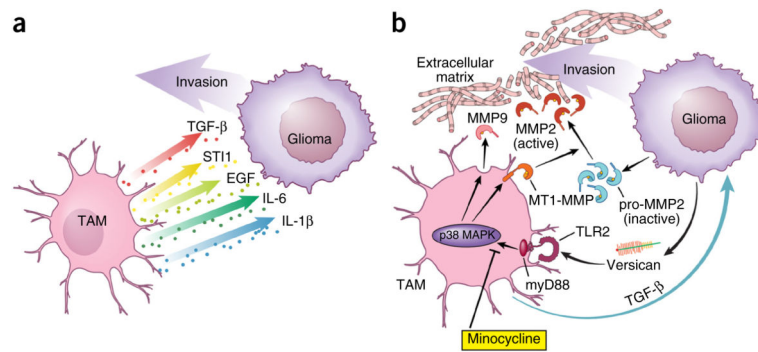 a
Invasion
TGF-β
STI1
EGF
IL-6
IL-1β
Glioma
TAM
b
Extracellular
matrix
Invasion
Glioma
MMP9
MMP2
(active)
MT1-MMP
pro-MMP2
(inactive)
p38 MAPK
TLR2
Versican
TAM
myD88
TGF-β
Minocycline